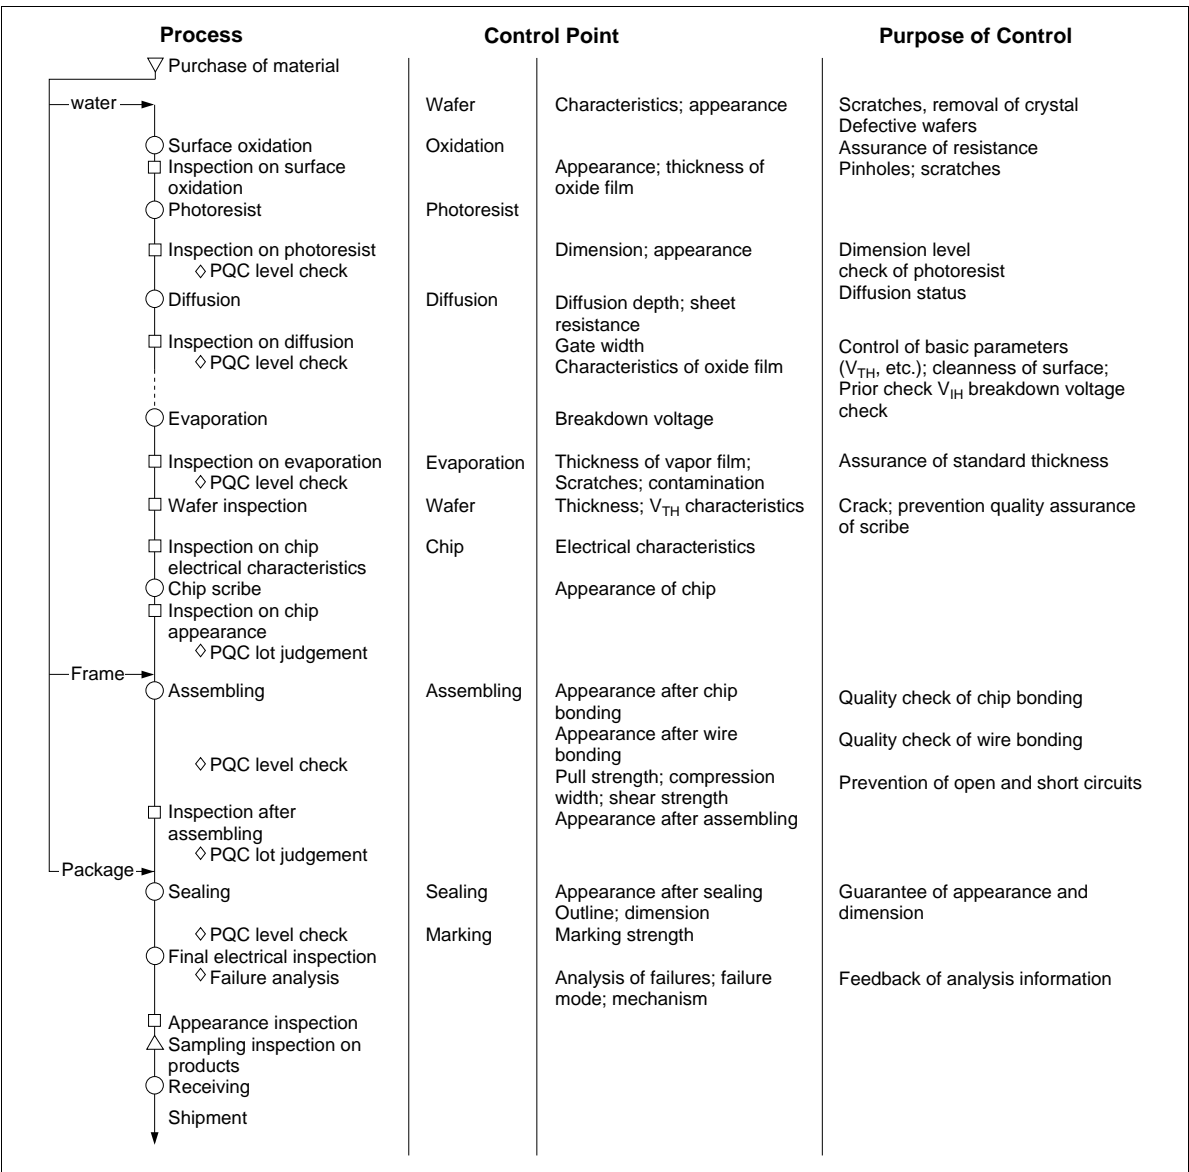 Process Control Point Purpose of Control
Purchase of material
water Wafer Characteristics; appearance Scratches, removal of crystal
Defective wafers
Surface oxidation Oxidation Assurance of resistance
Inspection on surface Appearance; thickness of Pinholes; scratches
oxidation oxide film
Photoresist Photoresist
Inspection on photoresist Dimension; appearance Dimension level
◊ PQC level check check of photoresist
Diffusion Diffusion Diffusion depth; sheet Diffusion status
resistance
Inspection on diffusion Gate width Control of basic parameters
◊ PQC level check Characteristics of oxide film (VTH, etc.); cleanness of surface;
Prior check VIH breakdown voltage
Evaporation Breakdown voltage check
Inspection on evaporation Evaporation Thickness of vapor film; Assurance of standard thickness
◊ PQC level check Scratches; contamination
Wafer inspection Wafer Thickness; VTH characteristics Crack; prevention quality assurance
of scribe
Inspection on chip Chip Electrical characteristics
electrical characteristics
Chip scribe Appearance of chip
Inspection on chip
appearance
◊ PQC lot judgement
Frame
Assembling Assembling Appearance after chip Quality check of chip bonding
bonding
Appearance after wire Quality check of wire bonding
bonding
◊ PQC level check Pull strength; compression Prevention of open and short circuits
width; shear strength
Inspection after Appearance after assembling
assembling
◊ PQC lot judgement
Package
Sealing Sealing Appearance after sealing Guarantee of appearance and
Outline; dimension dimension
◊ PQC level check Marking Marking strength
Final electrical inspection
◊ Failure analysis Analysis of failures; failure Feedback of analysis information
mode; mechanism
Appearance inspection
Sampling inspection on
products
Receiving
Shipment